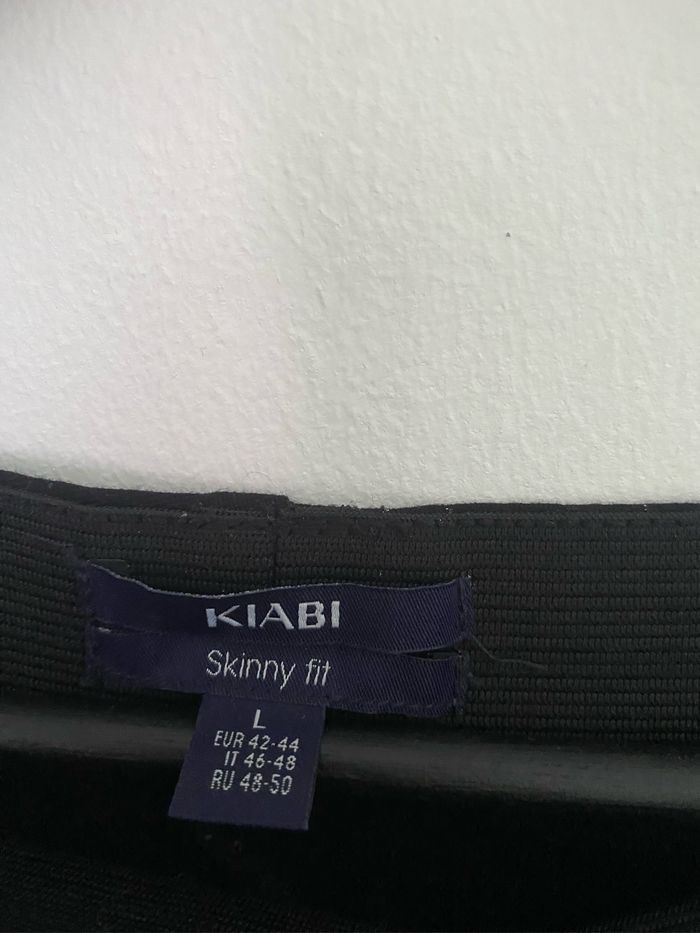 KIABI
Skinny fit
L
EUR 42-44
IT 46-48
RU 48-50